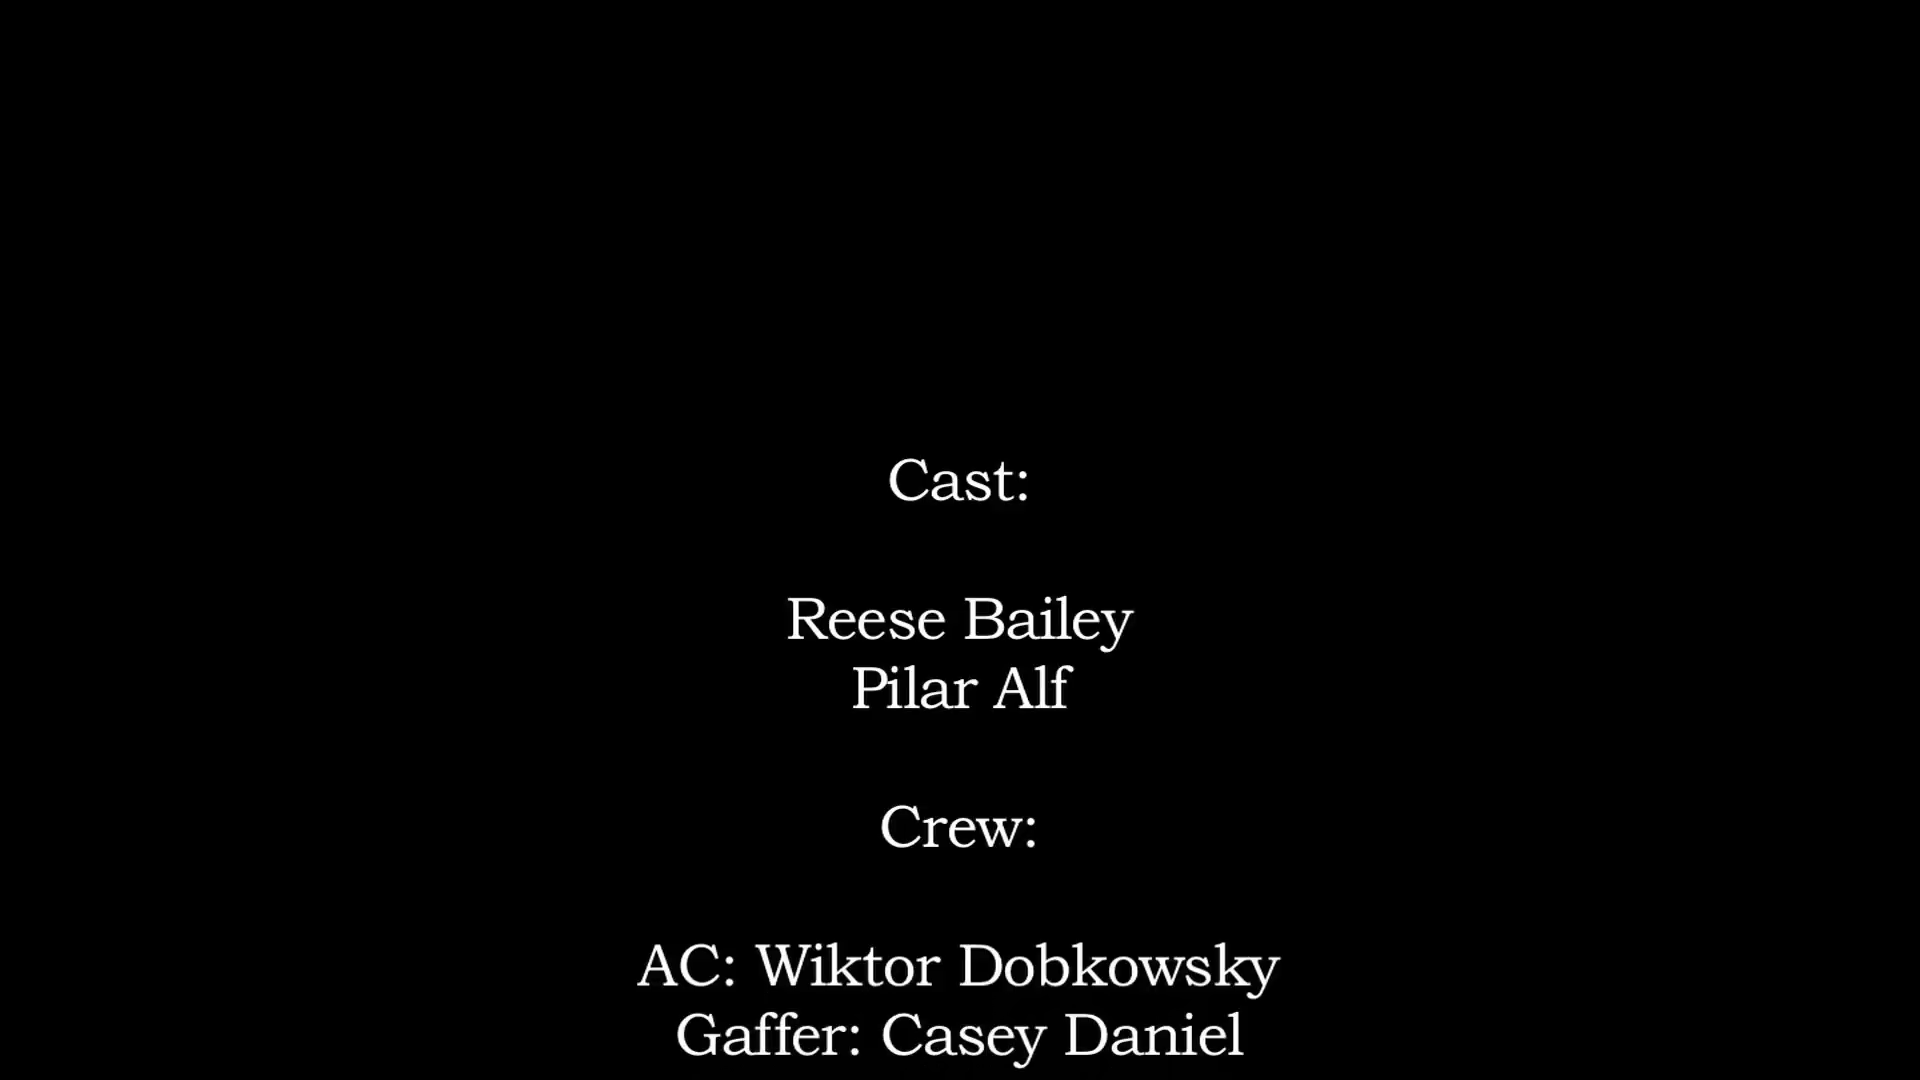 Cast:
Reese Bailey
Pilar Alf
Crew:
AC: Wiktor Dobkowsky
Gaffer: Casey Daniel